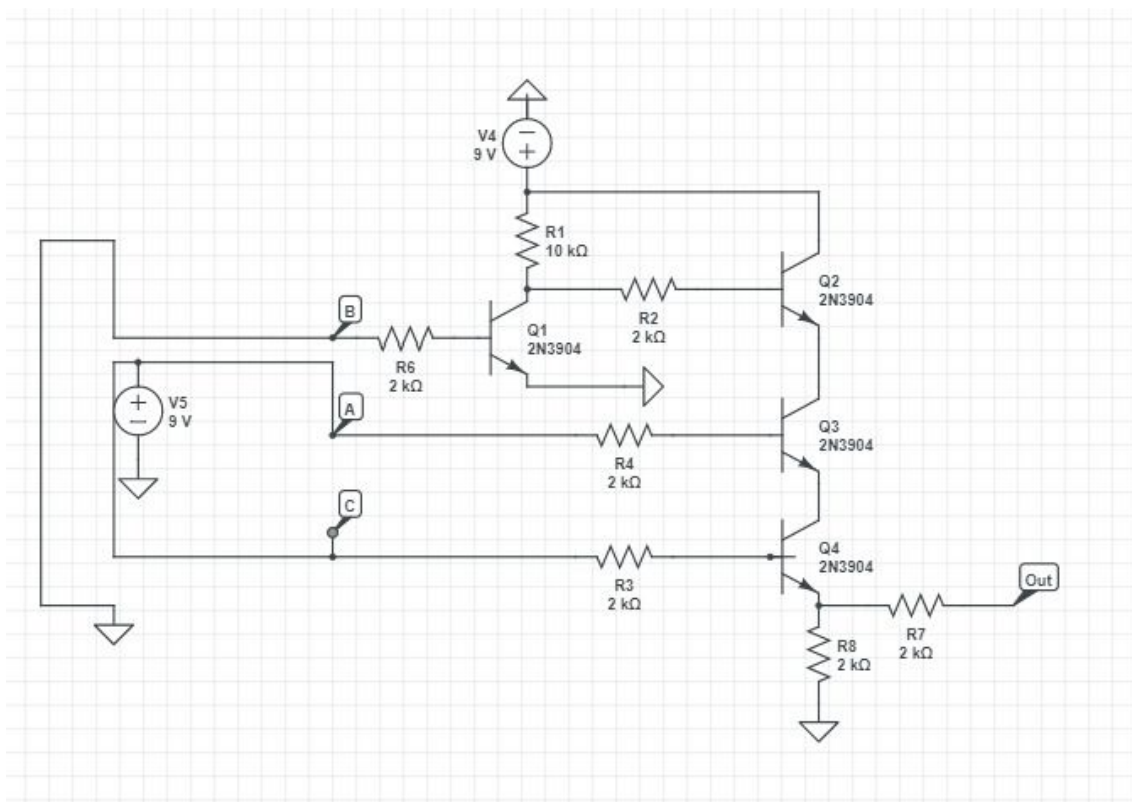 V4
9 V
R1
10 kΩ
B
Q2
2N3904
R6
2 kΩ
Q1
2N3904
R2
2 kΩ
V5
9 V
A
R4
2 kΩ
Q3
2N3904
C
R3
2 kΩ
Q4
2N3904
Out
R8
2 kΩ
R7
2 kΩ